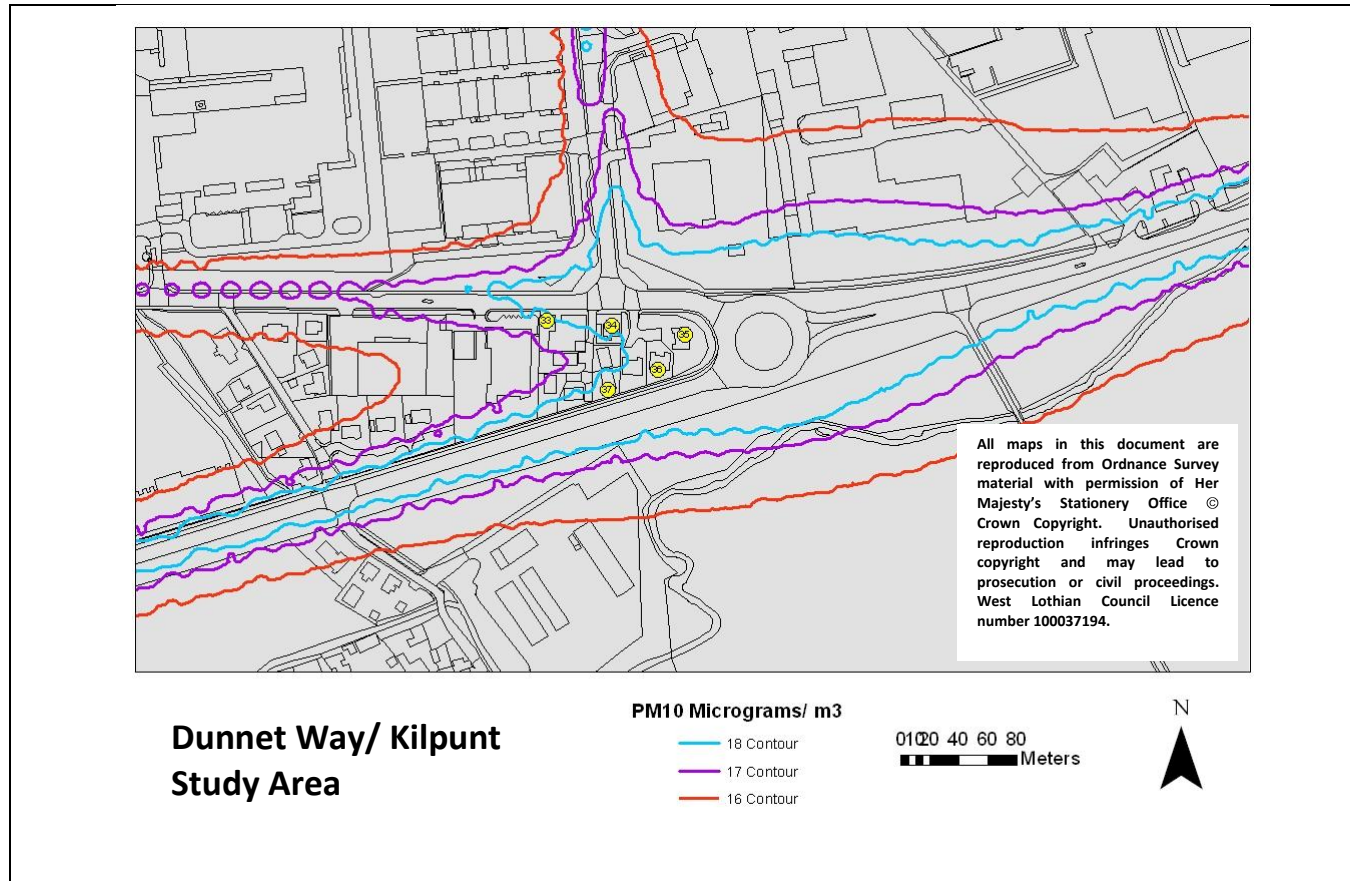 33
34
35
36
37
All maps in this document are
reproduced from Ordnance Survey
material with permission of Her
Majesty’s Stationery Office ©
Crown Copyright. Unauthorised
reproduction infringes Crown
copyright and may lead to
prosecution or civil proceedings.
West Lothian Council Licence
number 100037194.
Dunnet Way/ Kilpunt
Study Area
PM10 Micrograms/ m3
18 Contour
17 Contour
16 Contour
01020 40 60 80
Meters
N